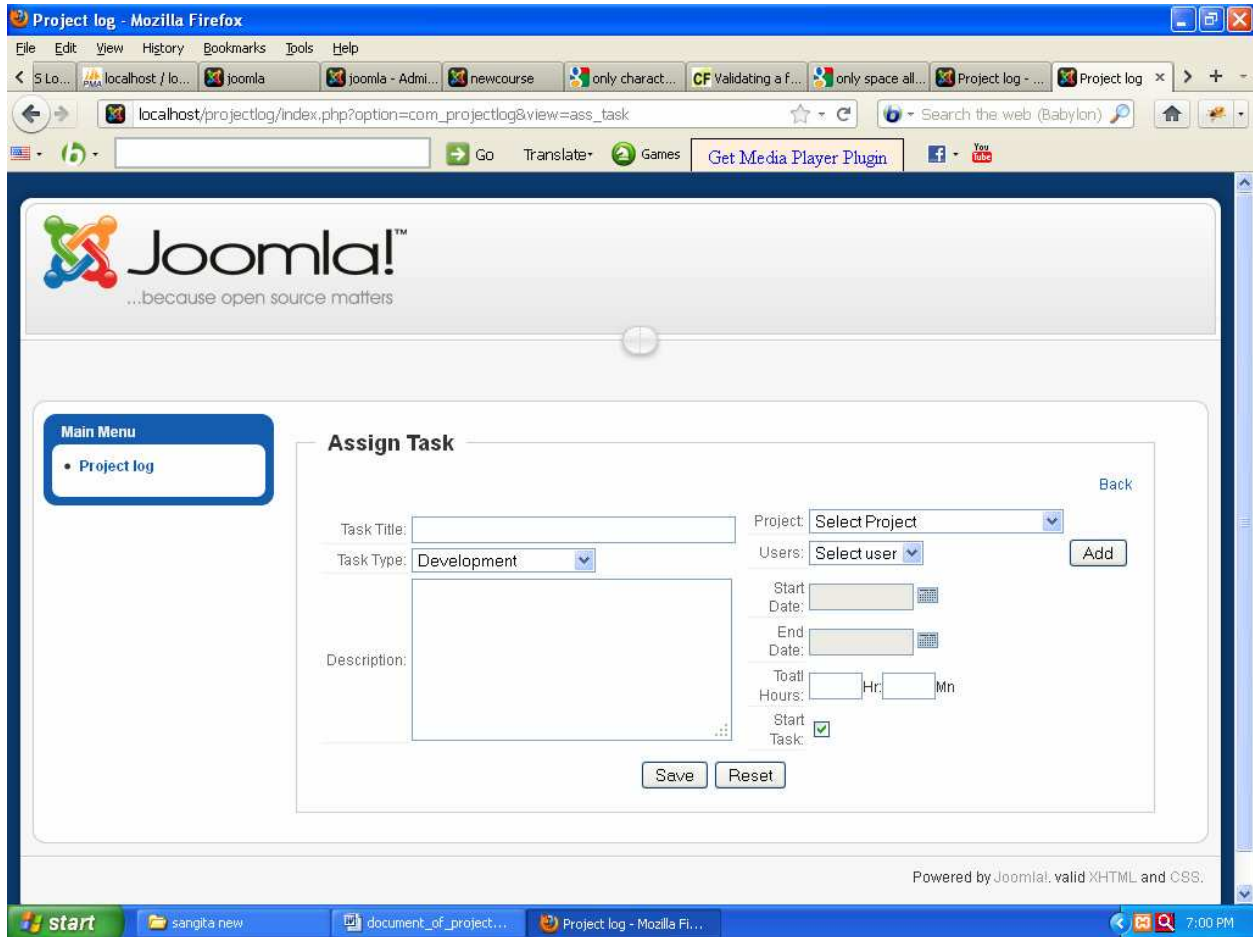 Project log - Mozilla Firefox
File Edit View History Bookmarks Tools Help
S Lo... localhost / lo... joomla joomla - Admi... newcourse only charact... CF Validating a f... only space all... Project log - ... Project log
localhost/projectlog/index.php?option=com_projectlog&view=ass_task Search the web (Babylon)
Go Translate Games Get Media Player Plugin You Tube
Joomla!™
...because open source matters
Main Menu
Project log
Assign Task
Back
Task Title: Project: Select Project
Task Type: Development Users: Select user Add
Start Date:
End Date:
Description:
Toatl Hours: Hr: Mn
Start Task:
Save Reset
Powered by Joomla!. valid XHTML and CSS.
start sangita new document_of_project... Project log - Mozilla Fi... 7:00 PM